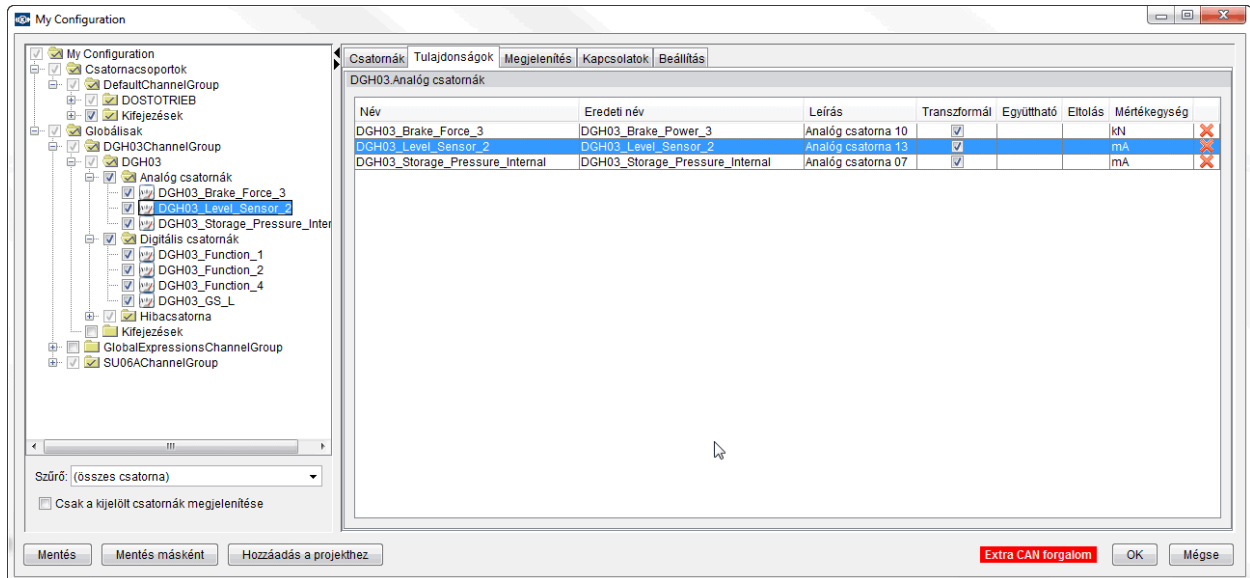 My Configuration
My Configuration
Csatornacsoportok
DefaultChannelGroup
DOSTOTRIEB
Kifejezések
Globálisak
DGH03ChannelGroup
DGH03
Analóg csatornák
DGH03_Brake_Force_3
DGH03_Level_Sensor_2
DGH03_Storage_Pressure_Inter
Digitális csatornák
DGH03_Function_1
DGH03_Function_2
DGH03_Function_4
DGH03_GS_L
Hibacsatorna
Kifejezések
GlobalExpressionsChannelGroup
SU06AChannelGroup
Szűrő: (összes csatorna)
Csak a kijelölt csatornák megjelenítése
Csatornák Tulajdonságok Megjelenítés Kapcsolatok Beállítás
DGH03.Analóg csatornák
Név Eredeti név Leírás Transzformál Együttható Eltolás Mértékegység
DGH03_Brake_Force_3 DGH03_Brake_Power_3 Analóg csatorna 10 kN
DGH03_Level_Sensor_2 DGH03_Level_Sensor_2 Analóg csatorna 13 mA
DGH03_Storage_Pressure_Internal DGH03_Storage_Pressure_Internal Analóg csatorna 07 mA
Mentés Mentés másként Hozzáadás a projekthez Extra CAN forgalom OK Mégse